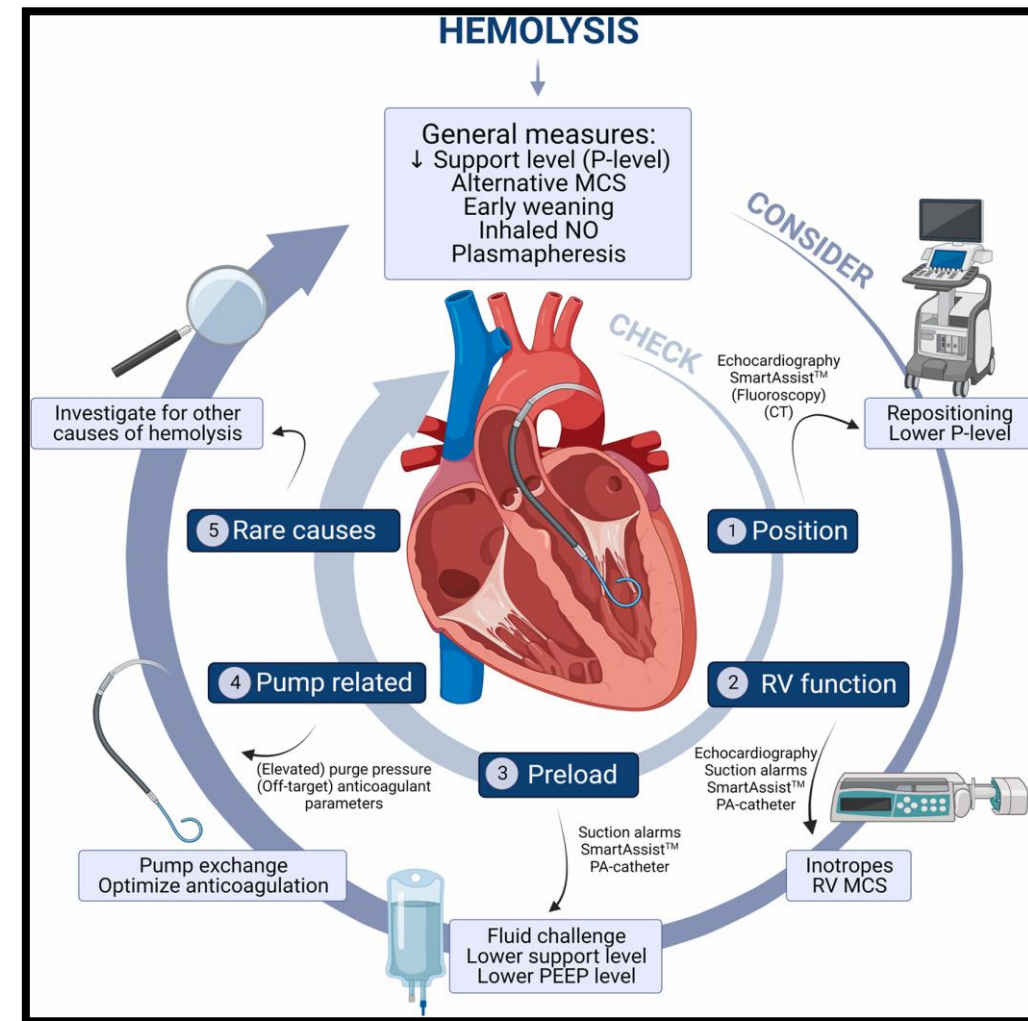 HEMOLYSIS
General measures:
↓ Support level (P-level)
Alternative MCS
Early weaning
Inhaled NO
Plasmapheresis
CONSIDER
CHECK
Echocardiography
SmartAssist™
(Fluoroscopy)
(CT)
Repositioning
Lower P-level
1 Position
2 RV function
Echocardiography
Suction alarms
SmartAssist™
PA-catheter
Inotropes
RV MCS
3 Preload
Suction alarms
SmartAssist™
PA-catheter
Fluid challenge
Lower support level
Lower PEEP level
4 Pump related
(Elevated) purge pressure
(Off-target) anticoagulant
parameters
Pump exchange
Optimize anticoagulation
5 Rare causes
Investigate for other
causes of hemolysis